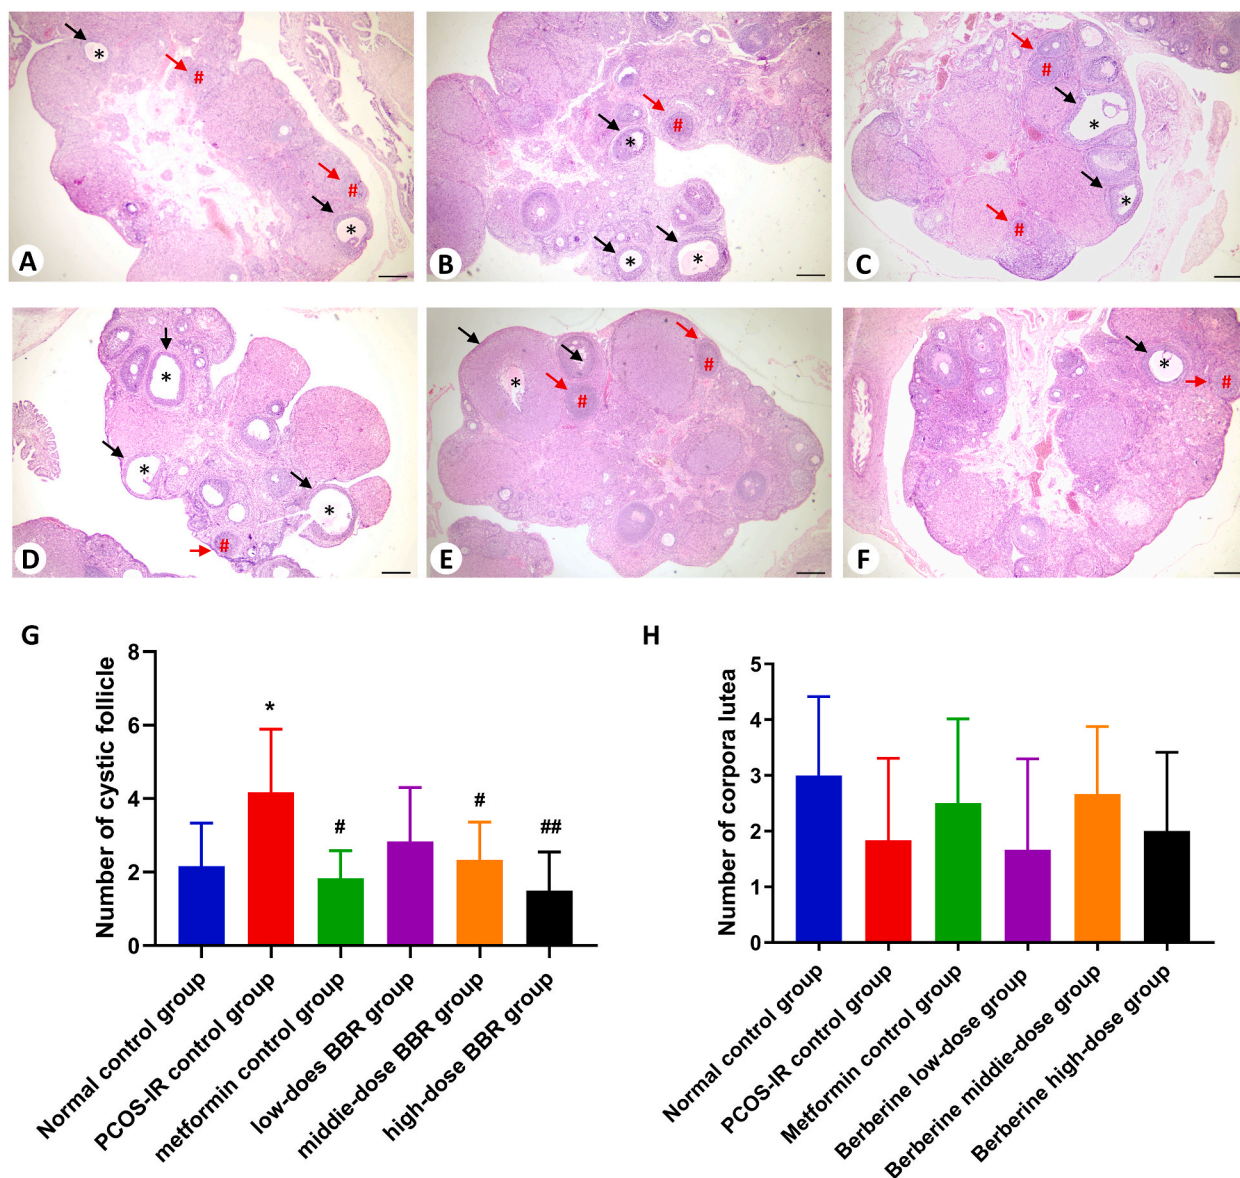 * # # * A
* # * * B
# * * # C
* * * # D
* # # E
* # F
G
Number of cystic follicle
8
6
4
2
0
*
#
#
##
Normal control group
PCOS-IR control group
metformin control group
low-does BBR group
middie-dose BBR group
high-dose BBR group
H
Number of corpora lutea
5
4
3
2
1
0
Normal control group
PCOS-IR control group
Metformin control group
Berberine low-dose group
Berberine middle-dose group
Berberine high-dose group